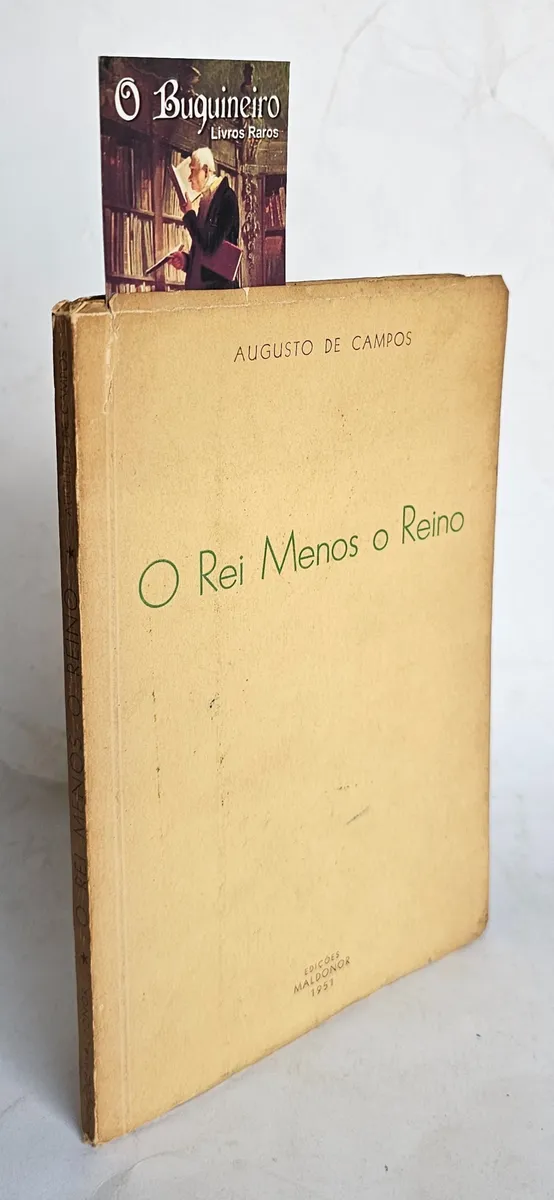 O Buquineiro
Livros Raros
AUGUSTO DE CAMPOS
O Rei Menos o Reino
EDIÇÕES
MALDONOR
1951
O REI MENOS O REINO